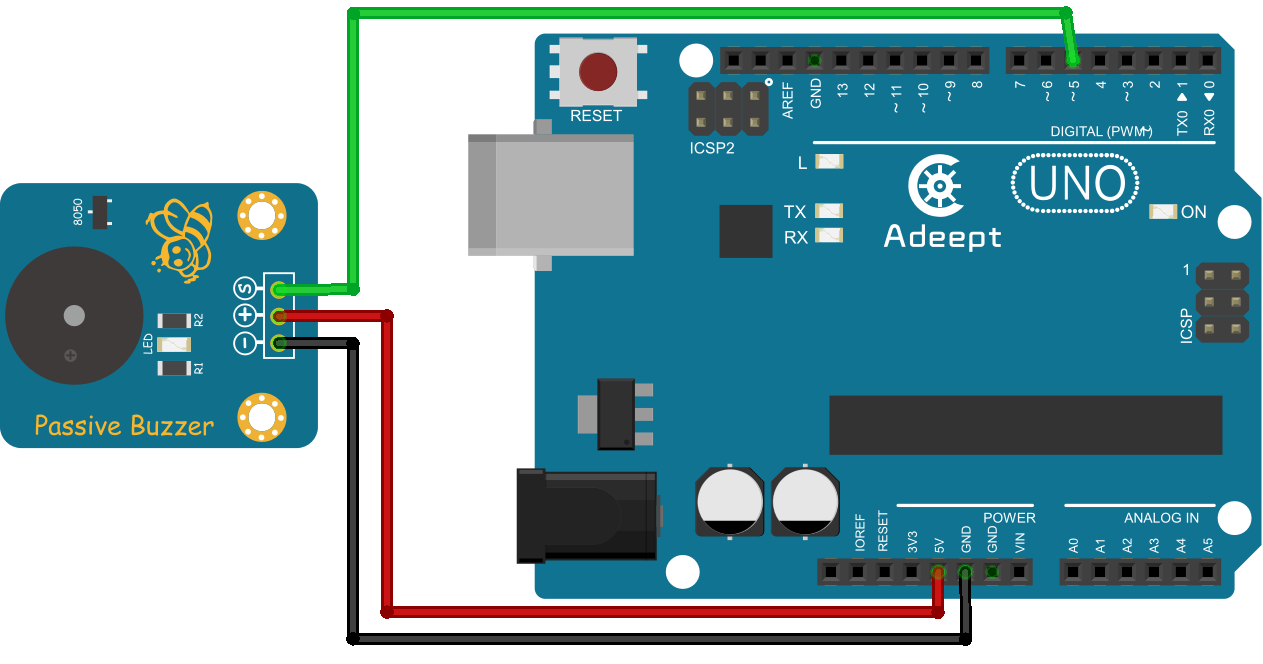 RESET
ICSP2
AREF
GND
13
12
~ 11
~ 10
~ 9
8
7
~ 6
~ 5
4
~ 3
2
TX0 ▶ 1
RX0 ◀ 0
DIGITAL (PWM~)
L
TX
RX
Adeept
UNO
ON
1
ICSP
8050
S
+
−
R2
LED
R1
+
Passive Buzzer
POWER
ANALOG IN
IOREF
RESET
3V3
5V
GND
GND
VIN
A0
A1
A2
A3
A4
A5